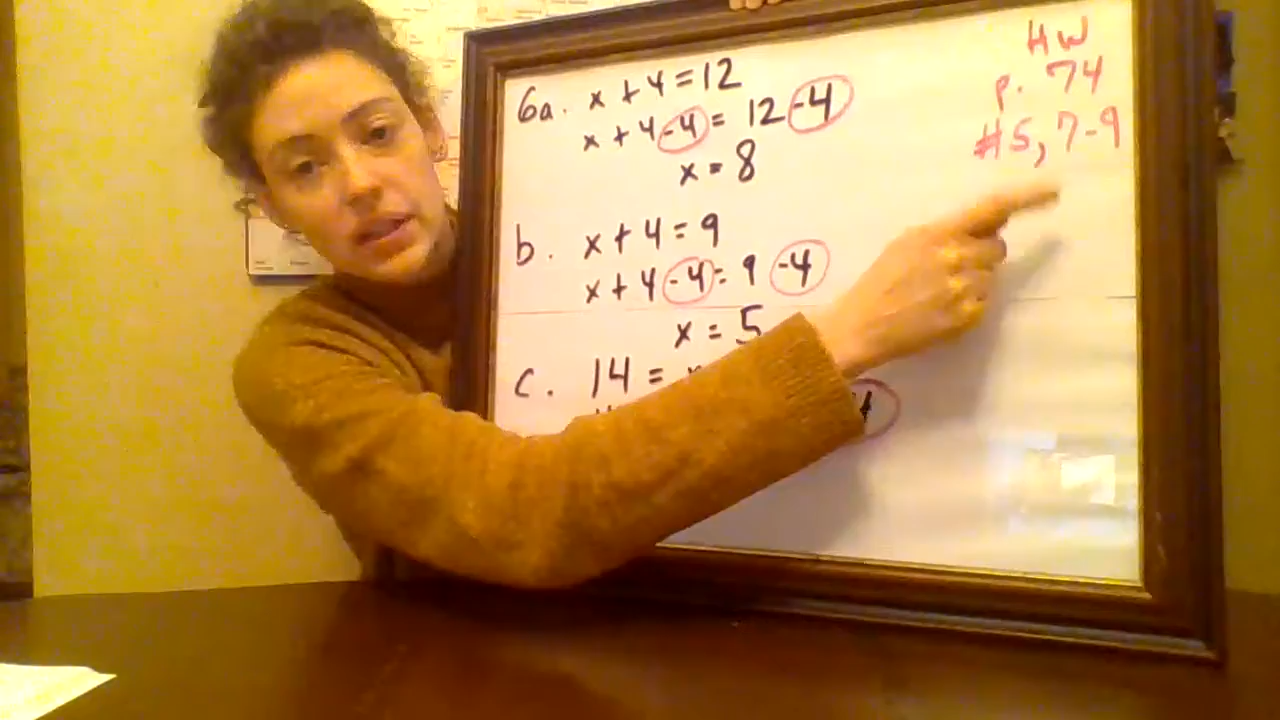 6a. x + 4 = 12
x + 4 - 4 = 12 - 4
x = 8
b. x + 4 = 9
x + 4 - 4 = 9 - 4
x = 5
c. 14 =
HW
p. 74
#5, 7-9